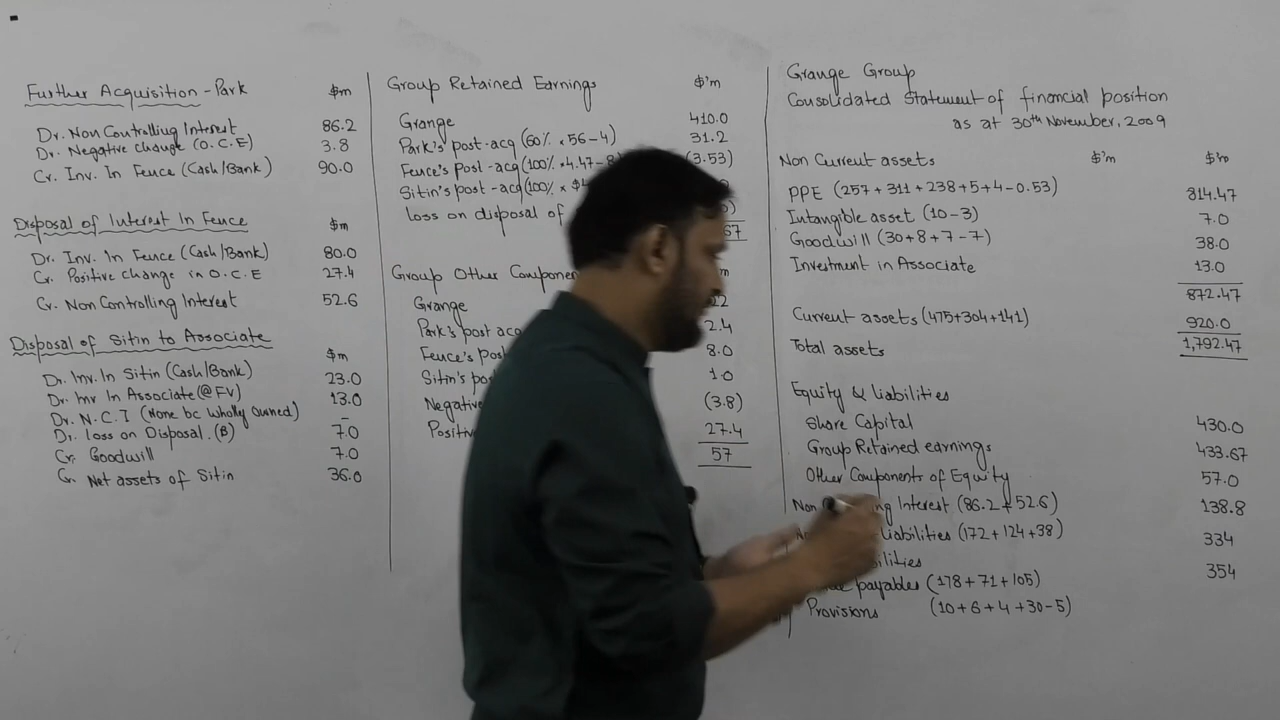 Further Acquisition - Park $m
Dr. Non Controlling Interest 86.2
Dr. Negative change (O.C.E) 3.8
Cr. Inv. In Fence (Cash/Bank) 90.0
Disposal of Interest In Fence $m
Dr. Inv. In Fence (Cash/Bank) 80.0
Cr. Positive change in O.C.E 27.4
Cr. Non Controlling Interest 52.6
Disposal of Sitin to Associate
$m
Dr. Inv. In Sitin (Cash/Bank) 23.0
Dr. Inv In Associate (@ FV) 13.0
Dr. N.C.I (None bc wholly owned) -
Dr. loss on Disposal. (B) 7.0
Cr. Goodwill 7.0
Cr. Net assets of Sitin 36.0
Group Retained Earnings $'m
Grange 410.0
Park's post-acq (60% × 56-4) 31.2
Fence's post-acq (100% × 4.47-8 (3.53)
Sitin's post-acq (100% × $4
loss on disposal of
67
Group Other
Grange 22
Park's post acq 2.4
Fence's 8.0
Sitin's 1.0
Negative (3.8)
27.4
57
Grange Group
Consolidated Statement of financial position
as at 30th November, 2009
Non Current assets $'m $'m
PPE (257+311+238+5+4-0.53) 814.47
Intangible asset (10-3) 7.0
Goodwill (30+8+7-7) 38.0
Investment in Associate 13.0
872.47
Current assets (475+304+141) 920.0
Total assets 1,792.47
Equity & liabilities
Share Capital 430.0
Group Retained earnings 433.67
Other Components of Equity 57.0
Non Interest (86.2+52.6) 138.8
liabilities (172+124+38) 334
354
payables (178+71+105)
Provisions (10+6+4+30-5)